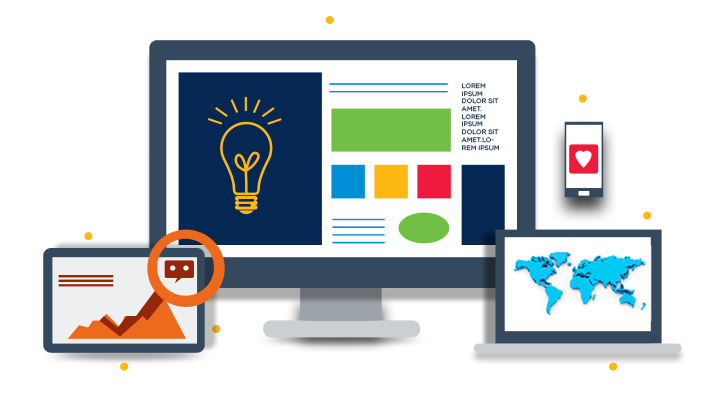 LOREM
IPSUM
DOLOR SIT
AMET.
LOREM
IPSUM
DOLOR SIT
AMET.LO-
REM IPSUM